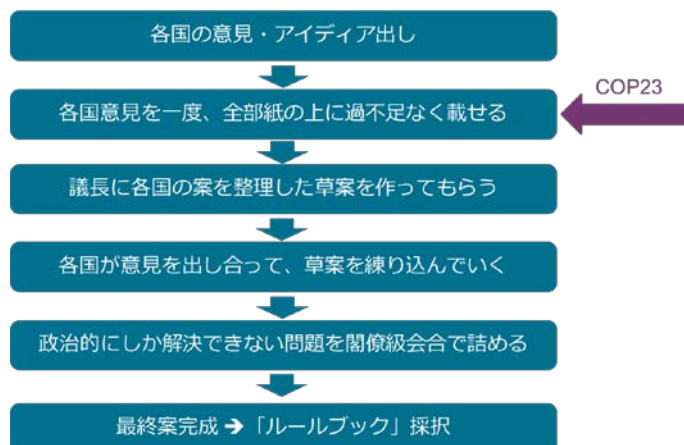 各国の意見・アイディア出し
COP23
各国意見を一度、全部紙の上に過不足なく載せる
議長に各国の案を整理した草案を作ってもらう
各国が意見を出し合って、草案を練り込んでいく
政治的にしか解決できない問題を閣僚級会合で詰める
最終案完成➔「ルールブック」採択